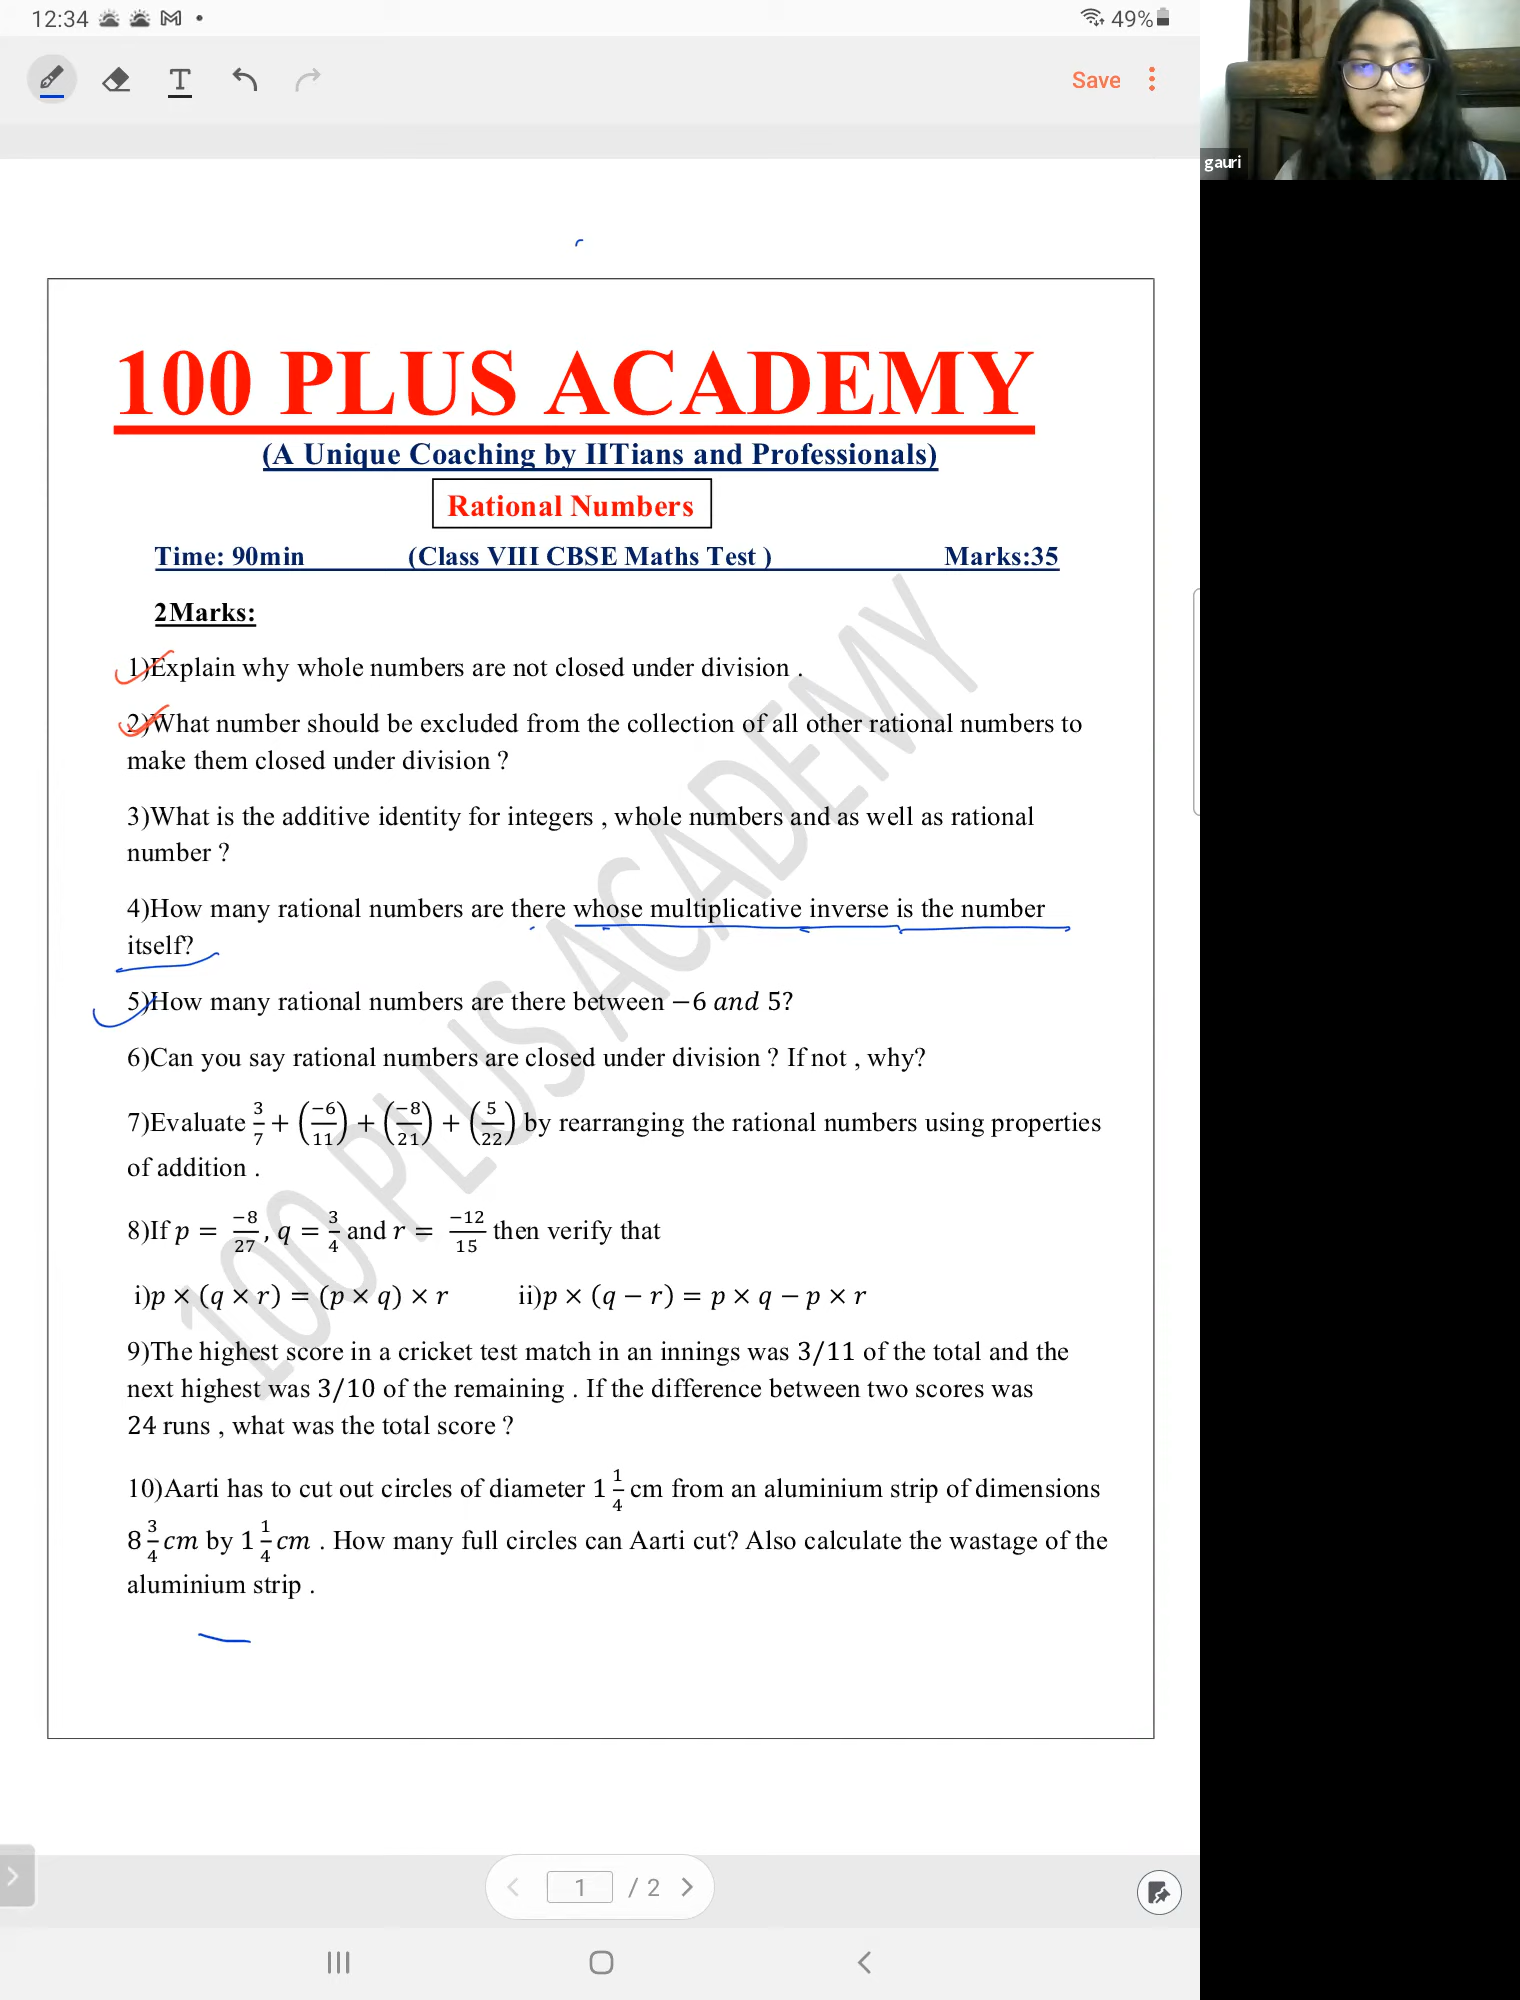 12:34
49%
Save
gauri
100 PLUS ACADEMY
(A Unique Coaching by IITians and Professionals)
Rational Numbers
Time: 90min (Class VIII CBSE Maths Test ) Marks:35
2Marks:
1)Explain why whole numbers are not closed under division .
2)What number should be excluded from the collection of all other rational numbers to
make them closed under division ?
3)What is the additive identity for integers , whole numbers and as well as rational
number ?
4)How many rational numbers are there whose multiplicative inverse is the number
itself?
5)How many rational numbers are there between −6 and 5?
6)Can you say rational numbers are closed under division ? If not , why?
7)Evaluate 3/7 + (−6/11) + (−8/21) + (5/22) by rearranging the rational numbers using properties
of addition .
8)If p = −8/27 , q = 3/4 and r = −12/15 then verify that
i)p × (q × r) = (p × q) × r ii)p × (q − r) = p × q − p × r
9)The highest score in a cricket test match in an innings was 3/11 of the total and the
next highest was 3/10 of the remaining . If the difference between two scores was
24 runs , what was the total score ?
10)Aarti has to cut out circles of diameter 1 1/4 cm from an aluminium strip of dimensions
8 3/4 cm by 1 1/4 cm . How many full circles can Aarti cut? Also calculate the wastage of the
aluminium strip .
100 PLUS ACADEMY
1 / 2